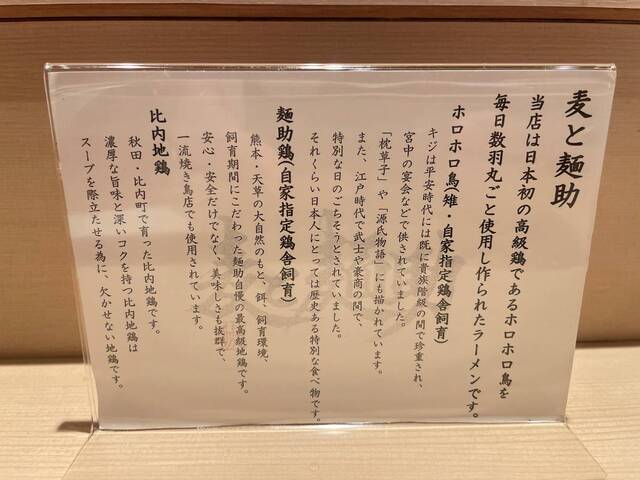 麦と麺助
当店は日本初の高級鶏であるホロホロ鳥を
毎日数羽丸ごと使用し作られたラーメンです。
ホロホロ鳥(雉・自家指定鶏舎飼育)
キジは平安時代には既に貴族階級の間で珍重され、
宮中の宴会などで供されていました。
「枕草子」や「源氏物語」にも描かれています。
また、江戸時代で武士や豪商の間で、
特別な日のごちそうとされていました。
それくらい日本人にとっては歴史ある特別な食べ物です。
麺助鶏(自家指定鶏舎飼育)
熊本・天草の大自然のもと、餌、飼育環境、
飼育期間にこだわった麺助自慢の最高級地鶏です。
安心・安全だけでなく、美味しさも抜群で、
一流焼き鳥店でも使用されています。
比内地鶏
秋田・比内町で育った比内地鶏です。
濃厚な旨味と深いコクを持つ比内地鶏は
スープを際立たせる為に、欠かせない地鶏です。